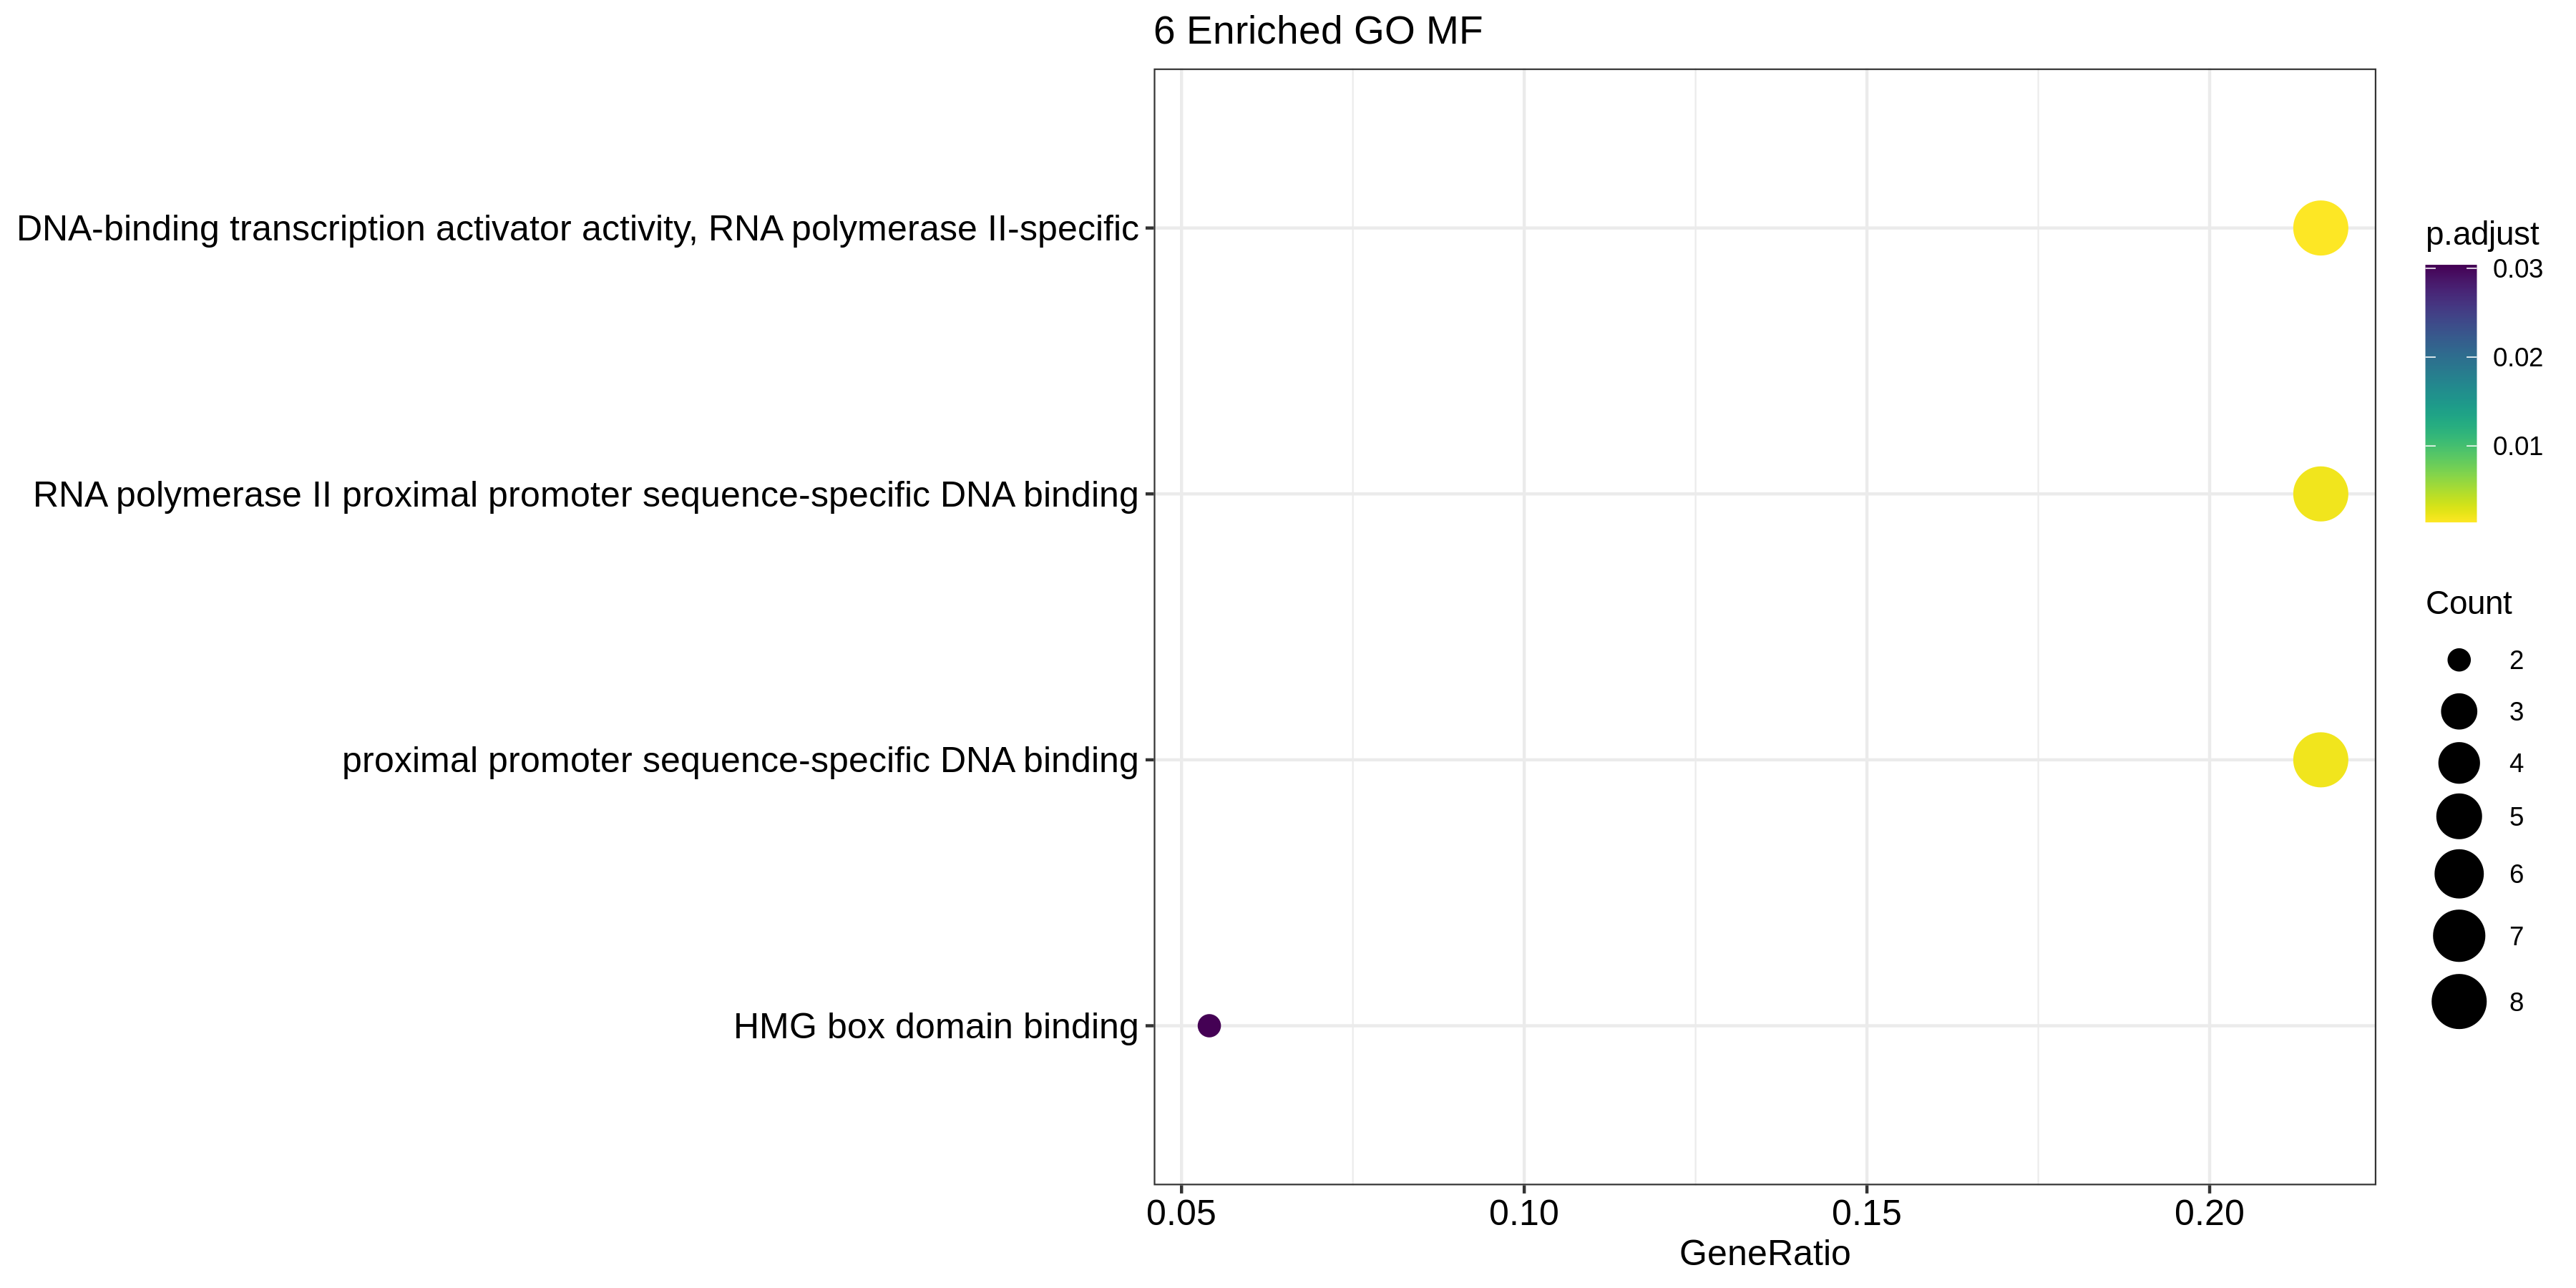 6 Enriched GO MF
DNA-binding transcription activator activity, RNA polymerase II-specific
RNA polymerase II proximal promoter sequence-specific DNA binding
proximal promoter sequence-specific DNA binding
HMG box domain binding
0.05 0.10 0.15 0.20
GeneRatio
p.adjust
0.03
0.02
0.01
Count
2
3
4
5
6
7
8